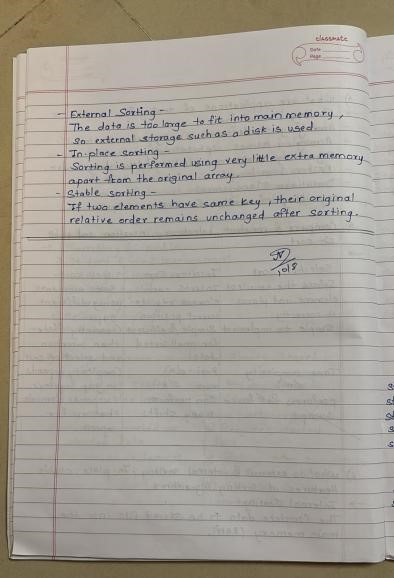 classmate
Date
Page
- External Sorting -
The data is too large to fit into main memory,
so external storage such as a disk is used.
- In-place sorting -
Sorting is performed using very little extra memory
apart from the original array.
- Stable sorting -
If two elements have same key, their original
relative order remains unchanged after sorting.
10/8